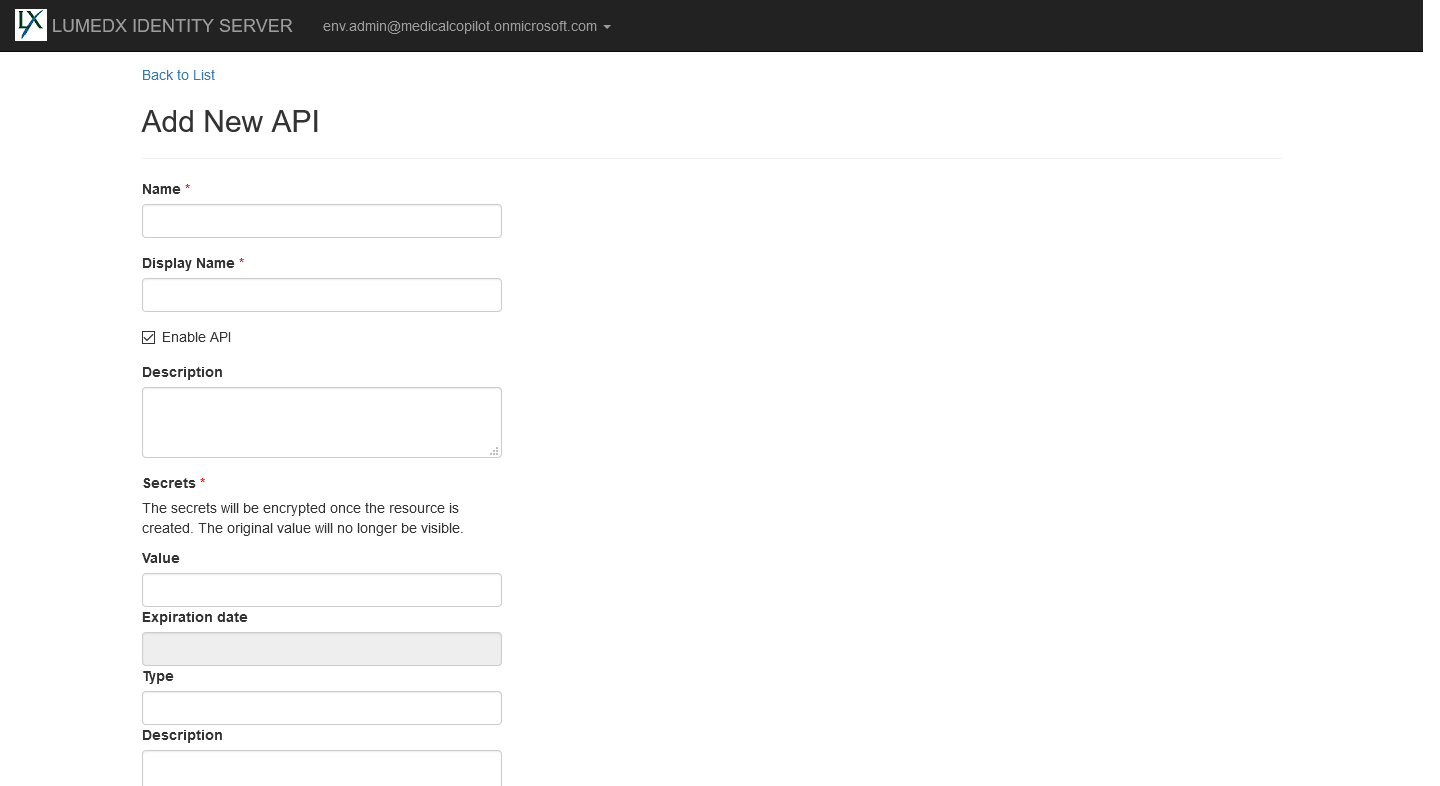 LX LUMEDX IDENTITY SERVER env.admin@medicalcopilot.onmicrosoft.com
Back to List
Add New API
Name *
Display Name *
Enable API
Description
Secrets *
The secrets will be encrypted once the resource is
created. The original value will no longer be visible.
Value
Expiration date
Type
Description